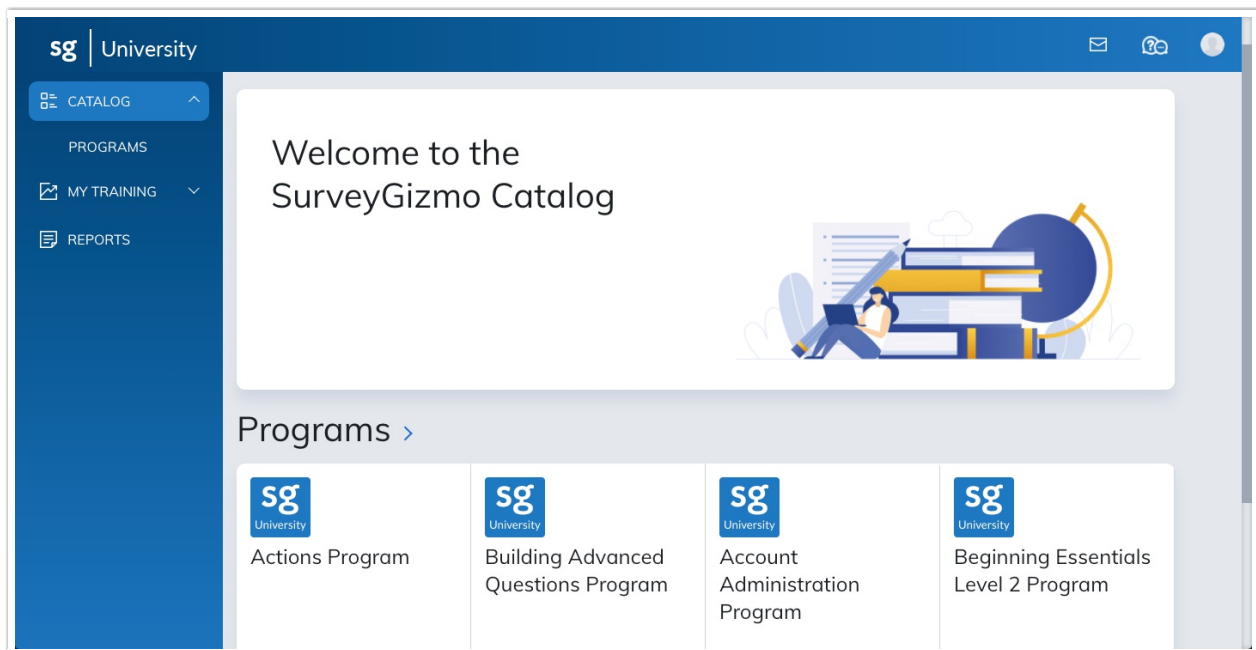 sg University
CATALOG
PROGRAMS
MY TRAINING
REPORTS
Welcome to the
SurveyGizmo Catalog
Programs
sg
University
Actions Program
sg
University
Building Advanced
Questions Program
sg
University
Account
Administration
Program
sg
University
Beginning Essentials
Level 2 Program